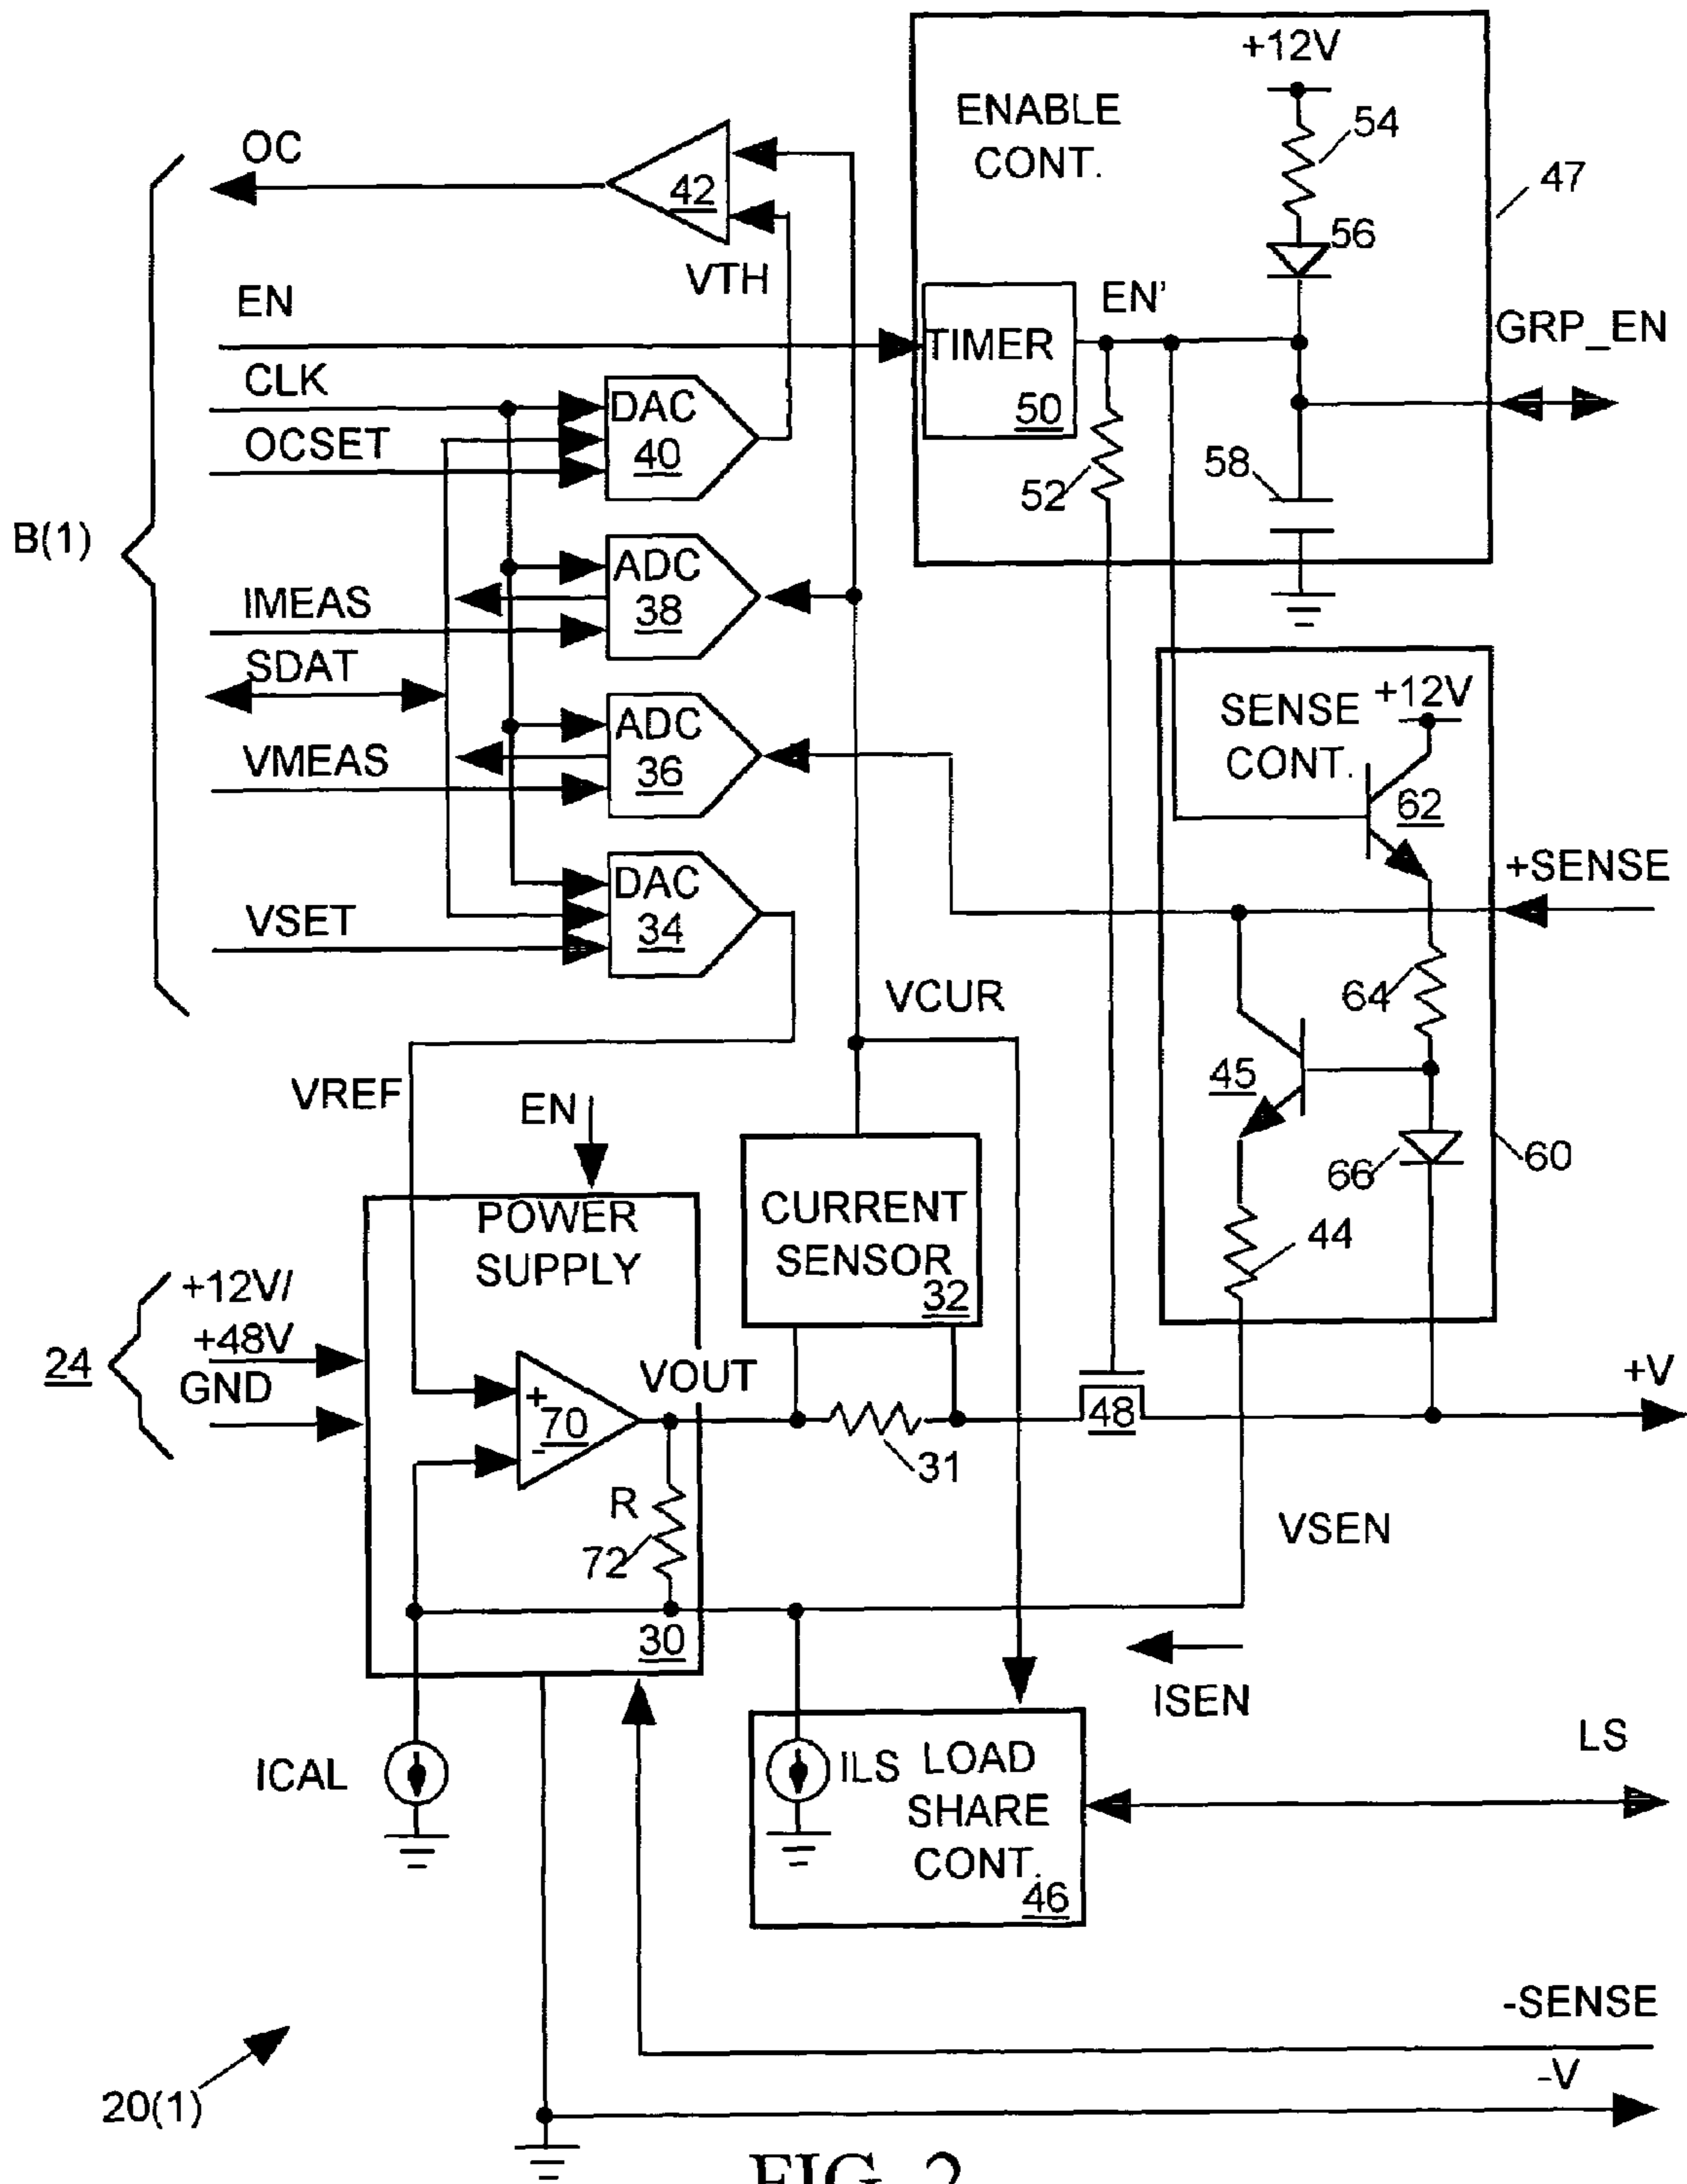 +12V
ENABLE
CONT.
54
47
OC
42
56
VTH
EN
EN'
GRP_EN
TIMER
50
CLK
DAC
40
OCSET
58
52
B(1)
ADC
38
IMEAS
SDAT
+12V
SENSE
CONT.
ADC
36
VMEAS
62
+SENSE
DAC
34
VSET
64
VCUR
VREF
EN
45
66
60
POWER
SUPPLY
CURRENT
SENSOR
32
44
+12V/
+48V
GND
24
VOUT
+V
+
70
-
48
31
R
72
VSEN
30
ISEN
ICAL
ILS
LOAD
SHARE
CONT.
46
LS
-SENSE
-V
20(1)
FIG. 2